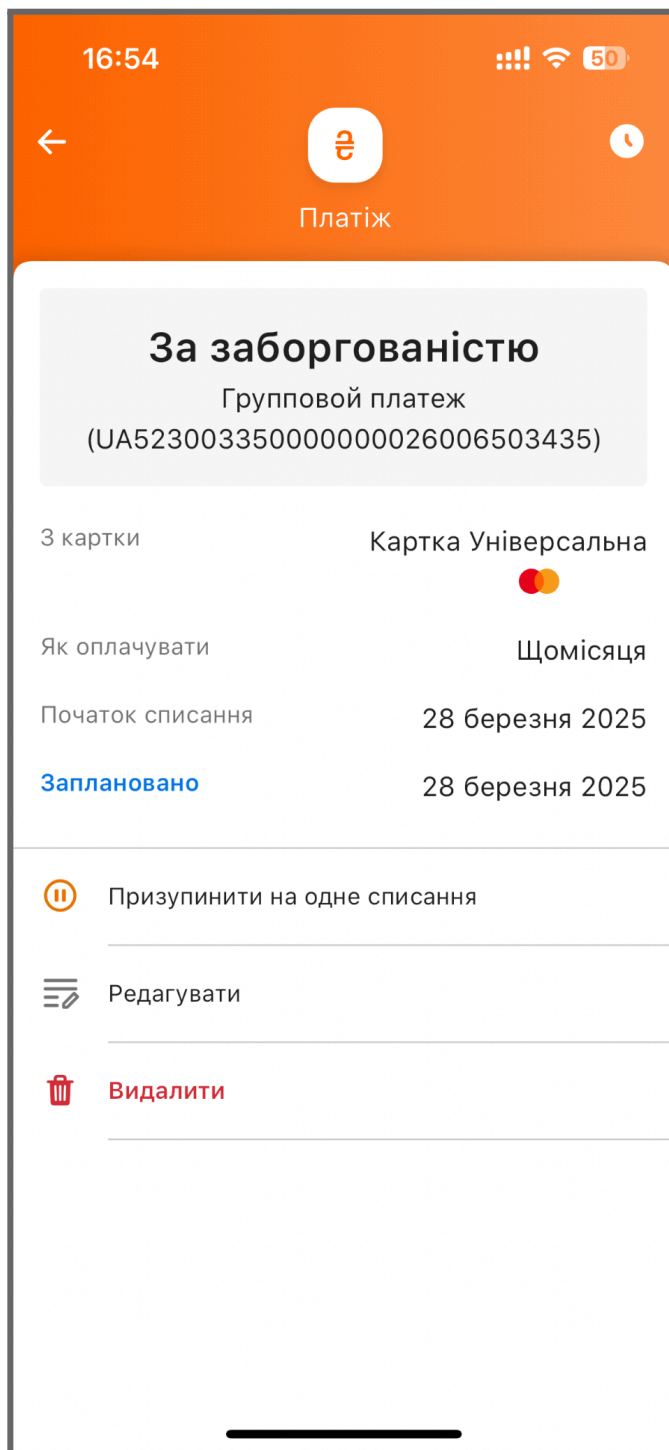 16:54
50
₴
Платіж
За заборгованістю
Групповой платеж
(UA523003350000000026006503435)
З картки
Картка Універсальна
Як оплачувати
Щомісяця
Початок списання
28 березня 2025
Заплановано
28 березня 2025
Призупинити на одне списання
Редагувати
Видалити